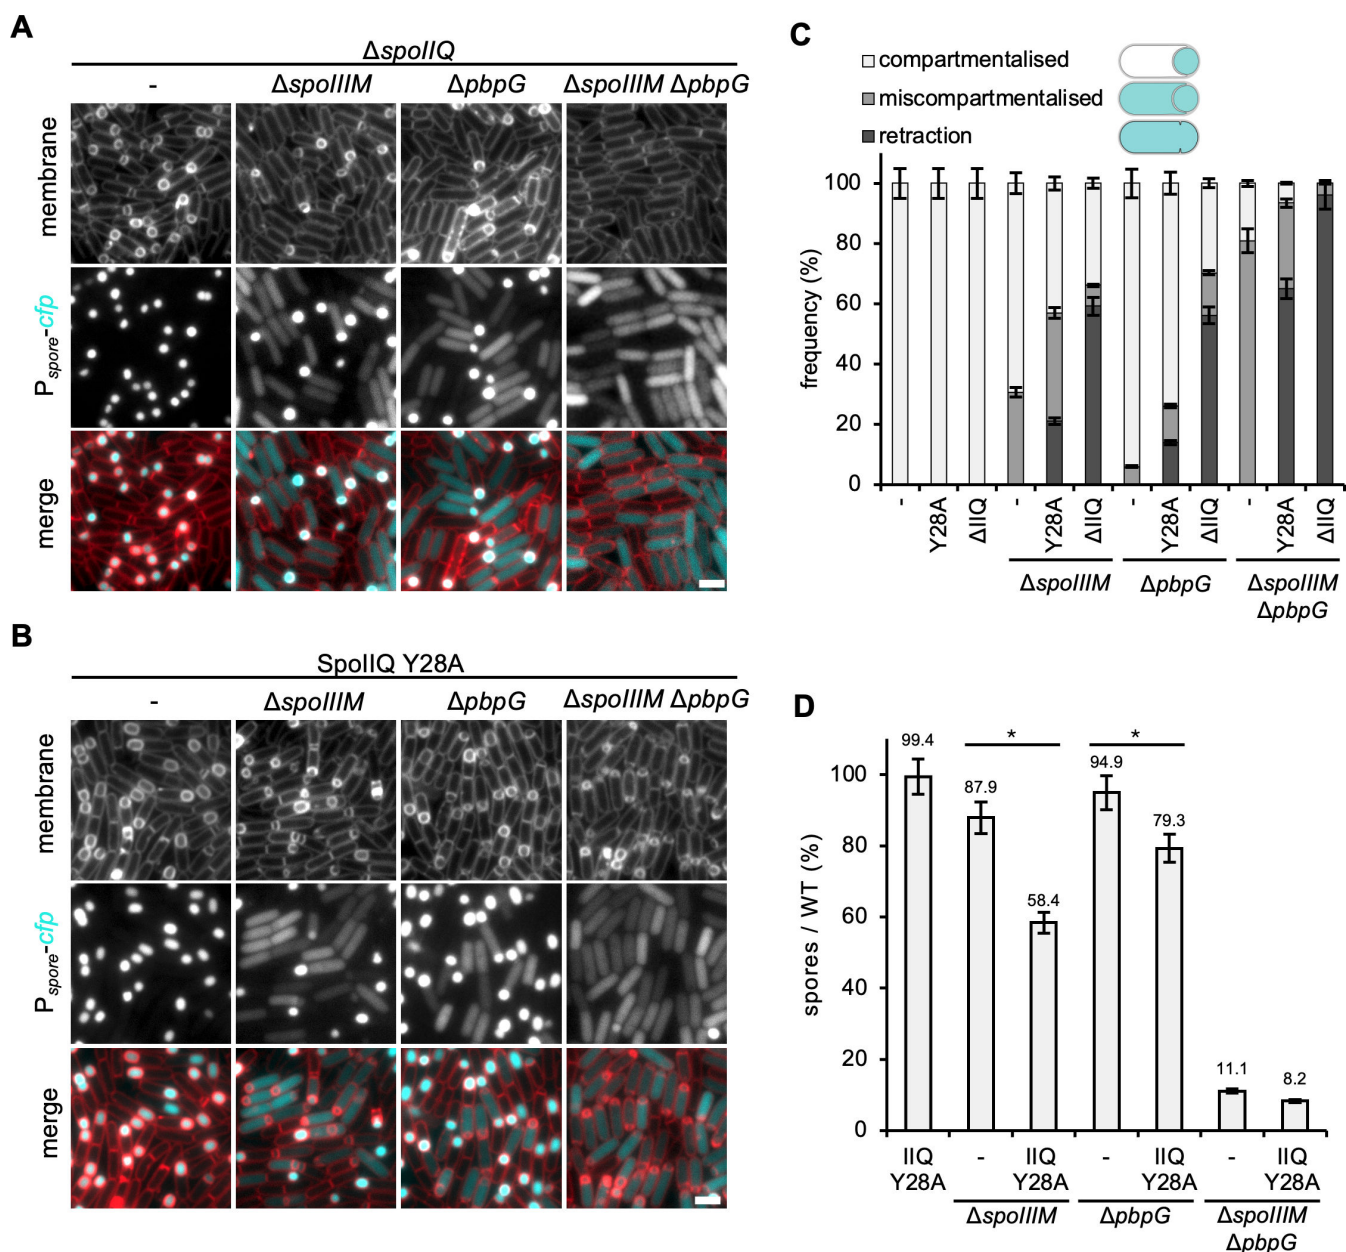 A
ΔspoIIQ
- ΔspoIIIM ΔpbpG ΔspoIIIM ΔpbpG
membrane
Pspore-cfp
merge
B
SpoIIQ Y28A
- ΔspoIIIM ΔpbpG ΔspoIIIM ΔpbpG
membrane
Pspore-cfp
merge
C
compartmentalised
miscompartmentalised
retraction
frequency (%)
100
80
60
40
20
0
- Y28A ΔIIQ - Y28A ΔIIQ - Y28A ΔIIQ - Y28A ΔIIQ
ΔspoIIIM ΔpbpG ΔspoIIIM
ΔpbpG
D
spores / WT (%)
100
80
60
40
20
0
* *
99.4 87.9 58.4 94.9 79.3 11.1 8.2
IIQ - IIQ - IIQ - IIQ
Y28A Y28A Y28A Y28A
ΔspoIIIM ΔpbpG ΔspoIIIM
ΔpbpG